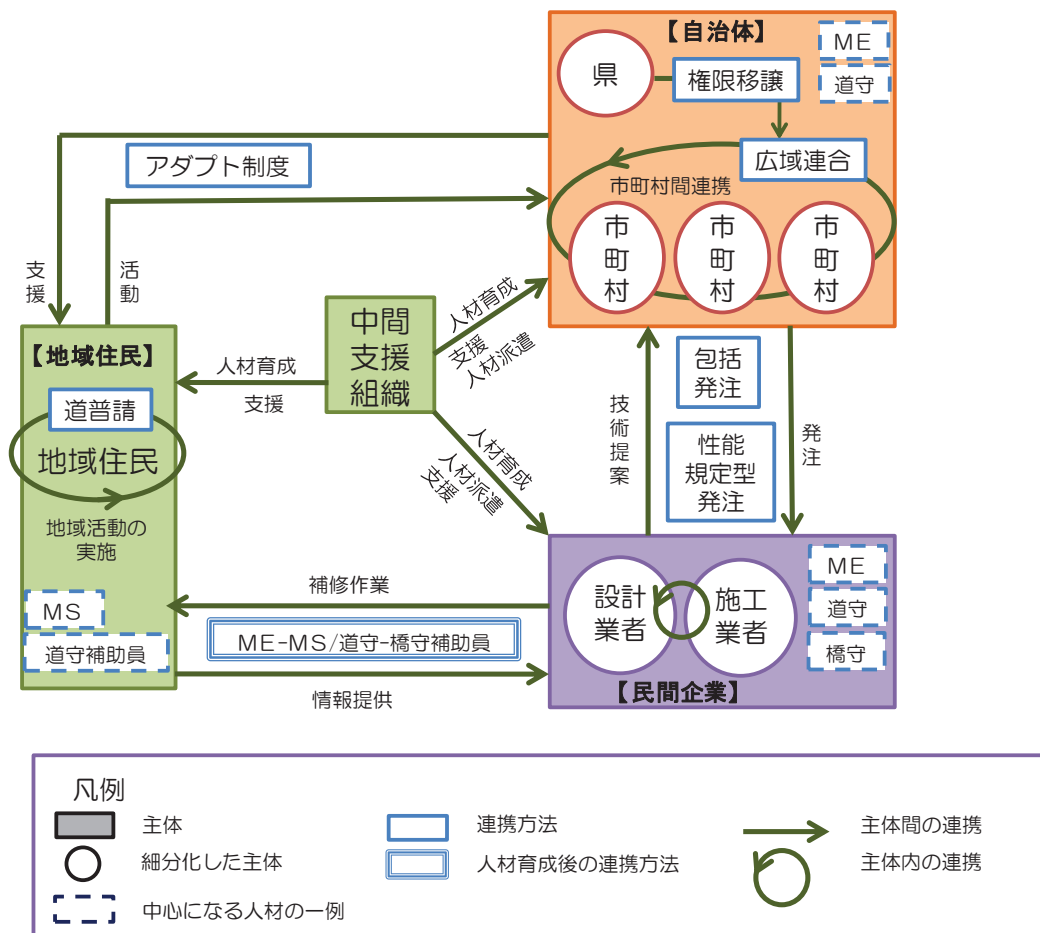 【自治体】
ME
道守
県
権限移譲
広域連合
市町村間連携
市町村
市町村
市町村
アダプト制度
支援
活動
中間
支援
組織
人材育成
支援
人材派遣
【地域住民】
道普請
地域住民
地域活動の
実施
MS
道守補助員
人材育成
支援
人材育成
人材派遣
支援
技術提案
包括
発注
性能
規定型
発注
発注
補修作業
ME-MS/道守-橋守補助員
情報提供
設計
業者
施工
業者
ME
道守
橋守
【民間企業】
凡例
主体
連携方法
主体間の連携
細分化した主体
人材育成後の連携方法
主体内の連携
中心になる人材の一例